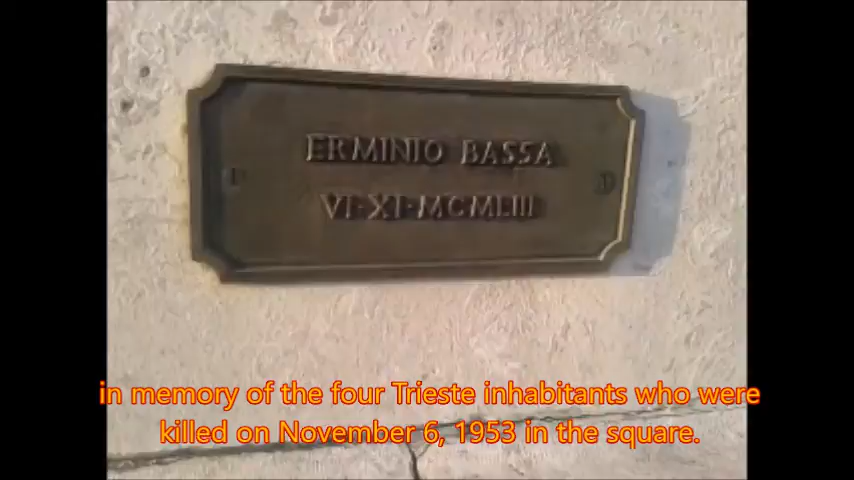 ERMINIO BASSA
VI·XI·MCMLIII
in memory of the four Trieste inhabitants who were
killed on November 6, 1953 in the square.